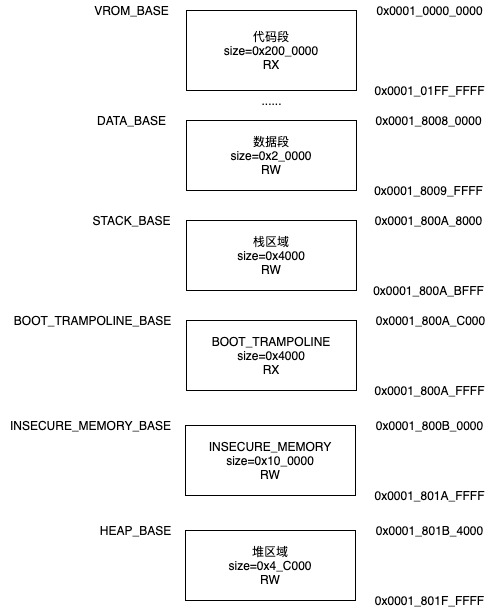 VROM_BASE
0x0001_0000_0000
代码段
size=0x200_0000
RX
0x0001_01FF_FFFF
......
DATA_BASE
0x0001_8008_0000
数据段
size=0x2_0000
RW
0x0001_8009_FFFF
STACK_BASE
0x0001_800A_8000
栈区域
size=0x4000
RW
0x0001_800A_BFFF
BOOT_TRAMPOLINE_BASE
0x0001_800A_C000
BOOT_TRAMPOLINE
size=0x4000
RX
0x0001_800A_FFFF
INSECURE_MEMORY_BASE
0x0001_800B_0000
INSECURE_MEMORY
size=0x10_0000
RW
0x0001_801A_FFFF
HEAP_BASE
0x0001_801B_4000
堆区域
size=0x4_C000
RW
0x0001_801F_FFFF